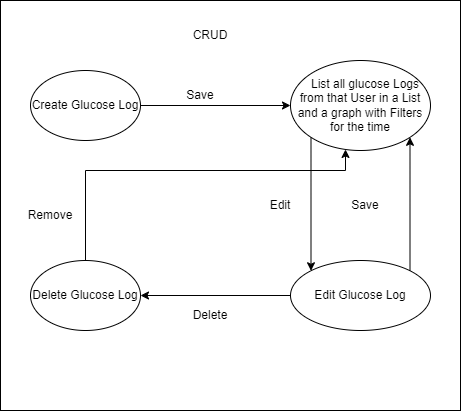 CRUD
Create Glucose Log
Save
List all glucose Logs
from that User in a List
and a graph with Filters
for the time
Remove
Edit
Save
Delete Glucose Log
Delete
Edit Glucose Log